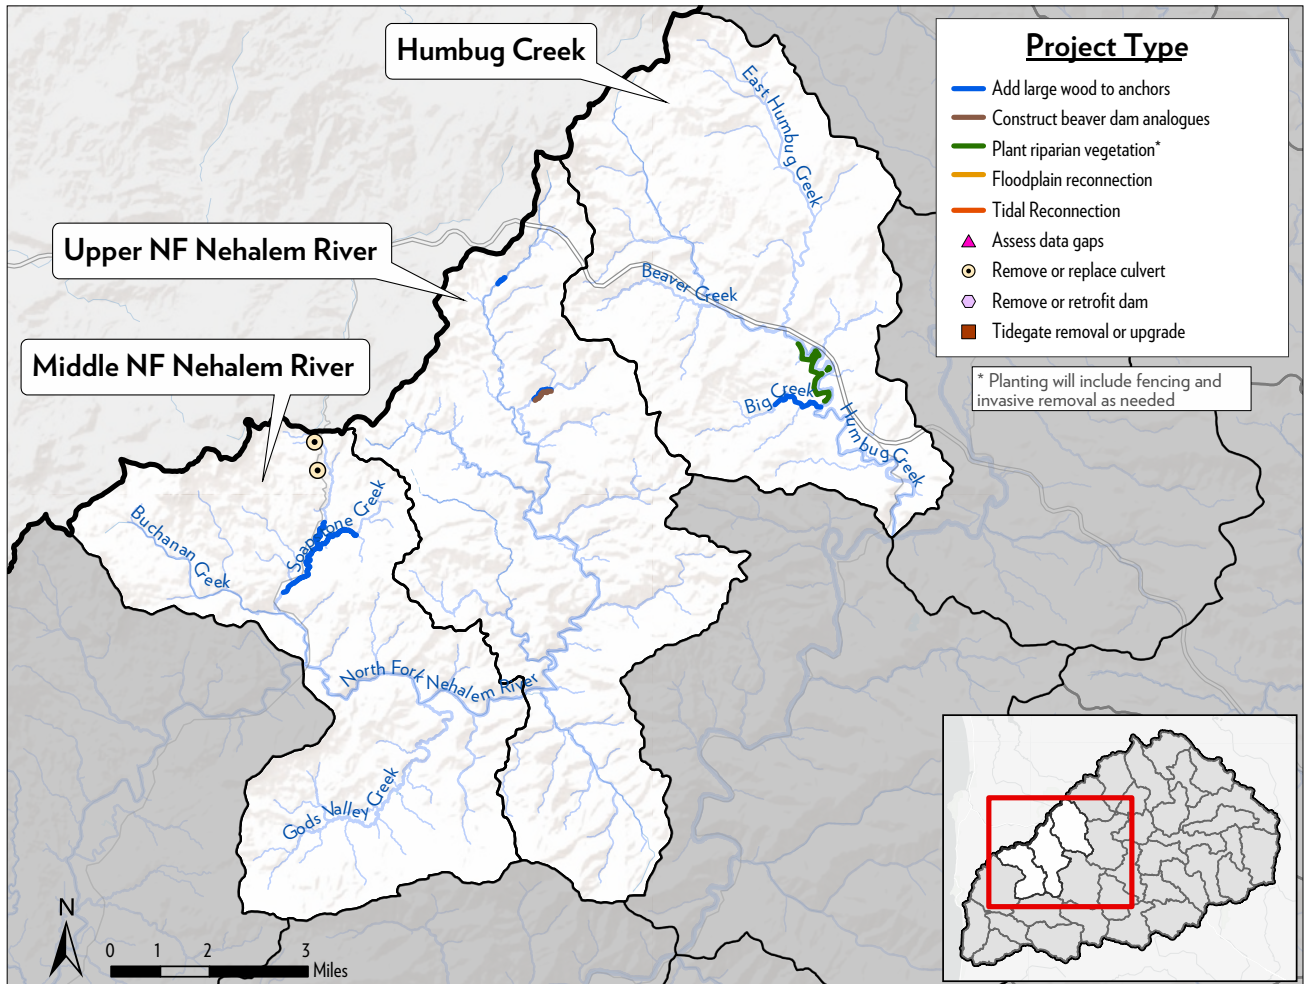 Humbug Creek
Upper NF Nehalem River
Middle NF Nehalem River
East Humbug Creek
Beaver Creek
Big Creek
Humbug Creek
Buchanan Creek
Soapstone Creek
North Fork Nehalem River
Gods Valley Creek
Project Type
Add large wood to anchors
Construct beaver dam analogues
Plant riparian vegetation*
Floodplain reconnection
Tidal Reconnection
Assess data gaps
Remove or replace culvert
Remove or retrofit dam
Tidegate removal or upgrade
* Planting will include fencing and
invasive removal as needed
N
0 1 2 3
Miles